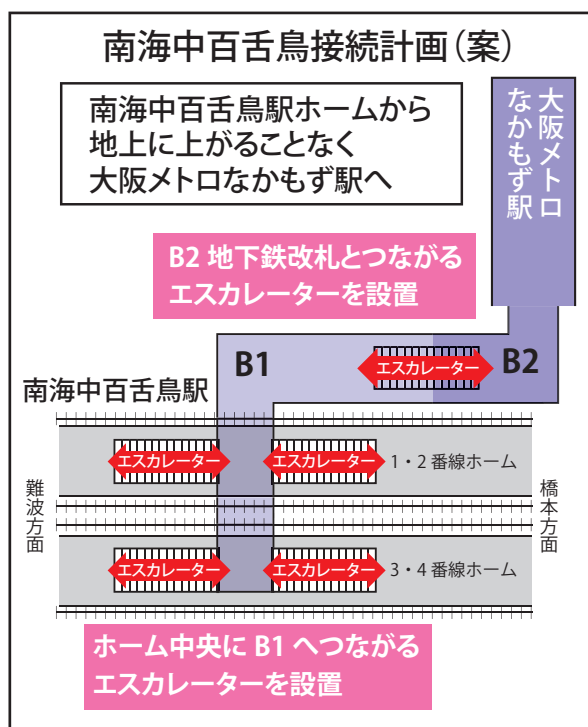 南海中百舌鳥接続計画（案）
南海中百舌鳥駅ホームから
地上に上がることなく
大阪メトロなかもず駅へ
大阪メトロ
なかもず駅
B2 地下鉄改札とつながる
エスカレーターを設置
B1
エスカレーター
B2
南海中百舌鳥駅
エスカレーター
エスカレーター
1・2 番線ホーム
難波方面
橋本方面
エスカレーター
エスカレーター
3・4 番線ホーム
ホーム中央に B1 へつながる
エスカレーターを設置